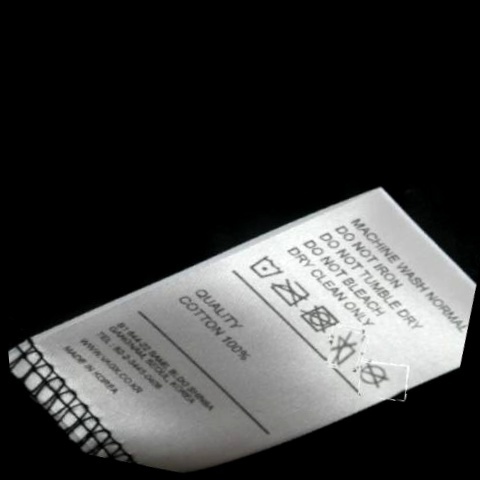 MACHINE WASH NORMAL
DO NOT IRON
DO NOT TUMBLE DRY
DO NOT BLEACH
DRY CLEAN ONLY
QUALITY
COTTON 100%
MADE IN KOREA